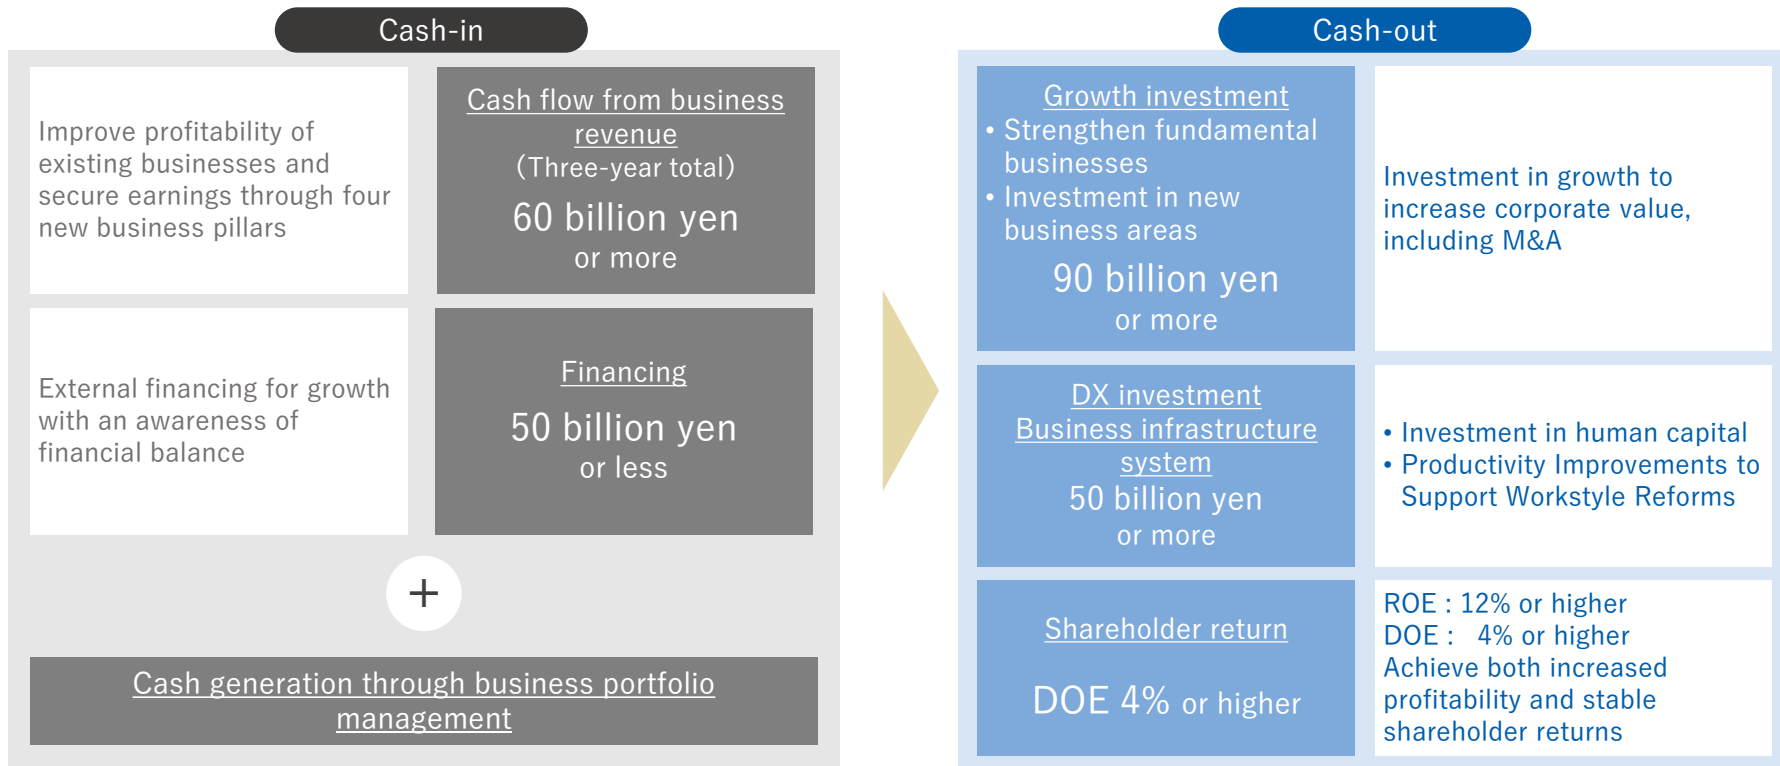 Cash-in
Improve profitability of
existing businesses and
secure earnings through four
new business pillars
Cash flow from business
revenue
(Three-year total)
60 billion yen
or more
External financing for growth
with an awareness of
financial balance
Financing
50 billion yen
or less
+
Cash generation through business portfolio
management
Cash-out
Growth investment
• Strengthen fundamental
businesses
• Investment in new
business areas
90 billion yen
or more
Investment in growth to
increase corporate value,
including M&A
DX investment
Business infrastructure
system
50 billion yen
or more
• Investment in human capital
• Productivity Improvements to
Support Workstyle Reforms
Shareholder return
DOE 4% or higher
ROE : 12% or higher
DOE : 4% or higher
Achieve both increased
profitability and stable
shareholder returns